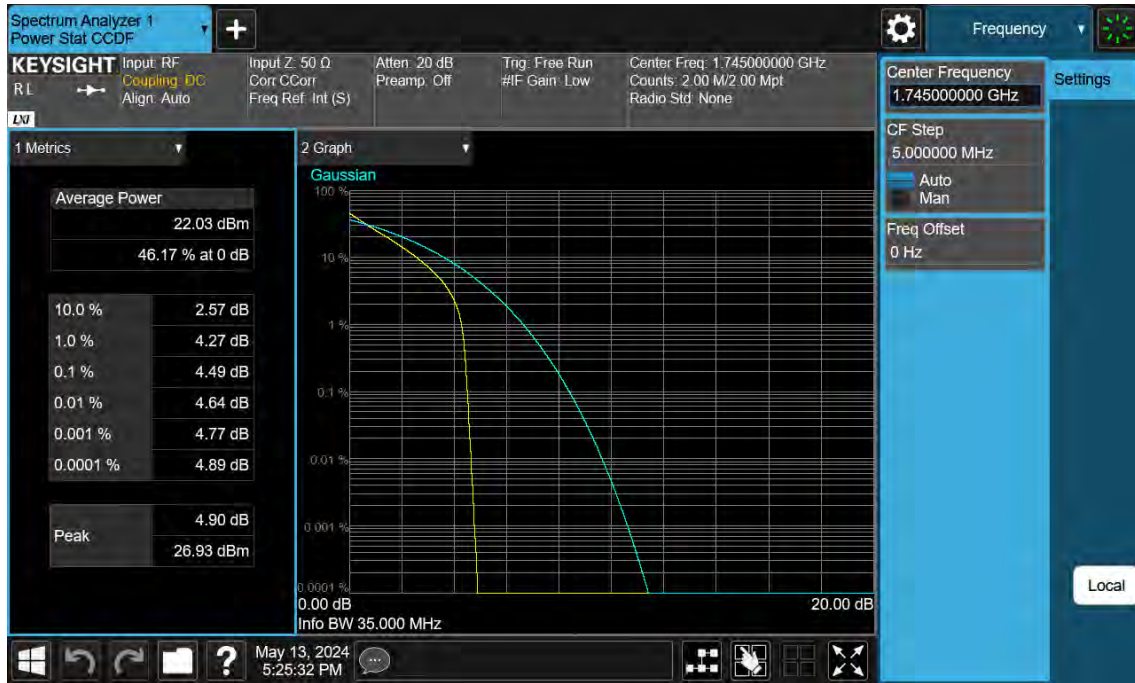 Spectrum Analyzer 1
Power Stat CCDF
Frequency
KEYSIGHT
Input: RF
Coupling: DC
Align: Auto
Input Z: 50 Ω
Corr CCorr
Freq Ref: Int (S)
Atten: 20 dB
Preamp: Off
Trig: Free Run
#IF Gain: Low
Center Freq: 1.745000000 GHz
Counts: 2.00 M/2.00 Mpt
Radio Std: None
R L
LXI
Center Frequency
1.745000000 GHz
Settings
CF Step
5.000000 MHz
Auto
Man
Freq Offset
0 Hz
1 Metrics
Average Power
22.03 dBm
46.17 % at 0 dB
10.0 % 2.57 dB
1.0 % 4.27 dB
0.1 % 4.49 dB
0.01 % 4.64 dB
0.001 % 4.77 dB
0.0001 % 4.89 dB
Peak
4.90 dB
26.93 dBm
2 Graph
Gaussian
100 %
10 %
1 %
0.1 %
0.01 %
0.001 %
0.0001 %
0.00 dB 20.00 dB
Info BW 35.000 MHz
Local
?
May 13, 2024
5:25:32 PM